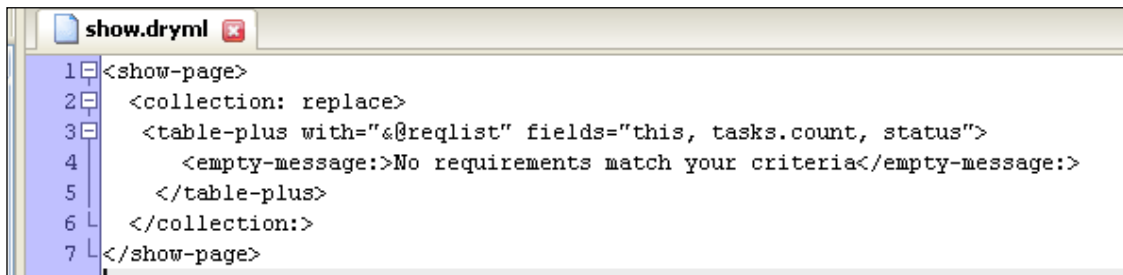 show.dryml
1 <show-page>
2 <collection: replace>
3 <table-plus with="&@reqlist" fields="this, tasks.count, status">
4 <empty-message:>No requirements match your criteria</empty-message:>
5 </table-plus>
6 </collection:>
7 </show-page>